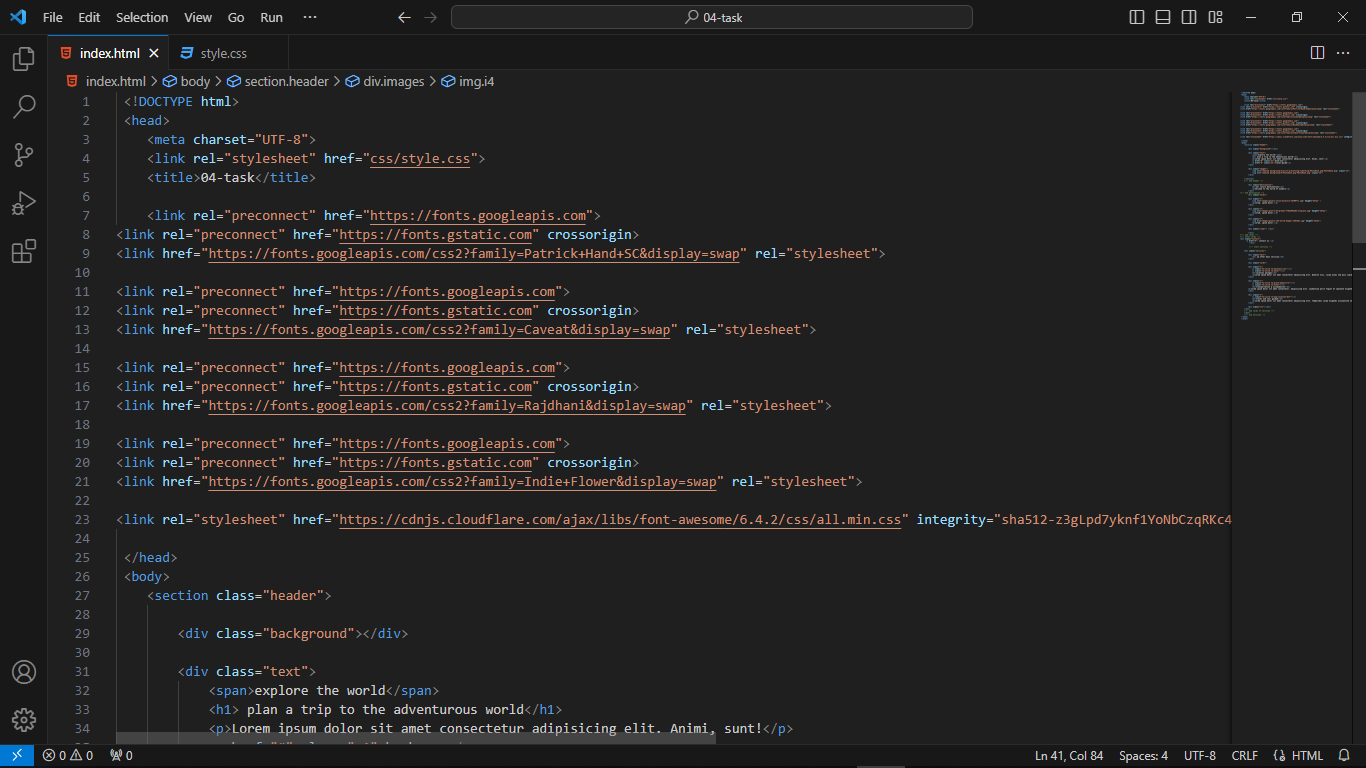 File Edit Selection View Go Run ··· 04-task
index.html style.css
index.html > body > section.header > div.images > img.i4
1 <!DOCTYPE html>
2 <head>
3 <meta charset="UTF-8">
4 <link rel="stylesheet" href="css/style.css">
5 <title>04-task</title>
6
7 <link rel="preconnect" href="https://fonts.googleapis.com">
8 <link rel="preconnect" href="https://fonts.gstatic.com" crossorigin>
9 <link href="https://fonts.googleapis.com/css2?family=Patrick+Hand+SC&display=swap" rel="stylesheet">
10
11 <link rel="preconnect" href="https://fonts.googleapis.com">
12 <link rel="preconnect" href="https://fonts.gstatic.com" crossorigin>
13 <link href="https://fonts.googleapis.com/css2?family=Caveat&display=swap" rel="stylesheet">
14
15 <link rel="preconnect" href="https://fonts.googleapis.com">
16 <link rel="preconnect" href="https://fonts.gstatic.com" crossorigin>
17 <link href="https://fonts.googleapis.com/css2?family=Rajdhani&display=swap" rel="stylesheet">
18
19 <link rel="preconnect" href="https://fonts.googleapis.com">
20 <link rel="preconnect" href="https://fonts.gstatic.com" crossorigin>
21 <link href="https://fonts.googleapis.com/css2?family=Indie+Flower&display=swap" rel="stylesheet">
22
23 <link rel="stylesheet" href="https://cdnjs.cloudflare.com/ajax/libs/font-awesome/6.4.2/css/all.min.css" integrity="sha512-z3gLpd7yknf1YoNbCzqRKc4
24
25 </head>
26 <body>
27 <section class="header">
28
29 <div class="background"></div>
30
31 <div class="text">
32 <span>explore the world</span>
33 <h1> plan a trip to the adventurous world</h1>
34 <p>Lorem ipsum dolor sit amet consectetur adipisicing elit. Animi, sunt!</p>
0 0 0 Ln 41, Col 84 Spaces: 4 UTF-8 CRLF {} HTML